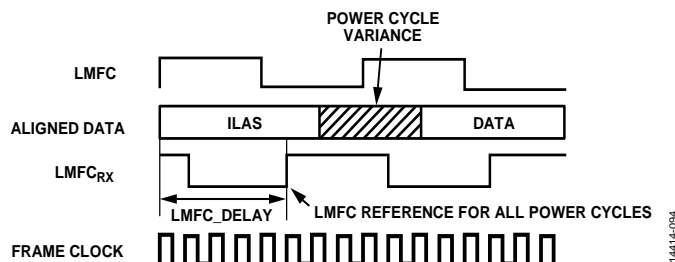 POWER CYCLE
VARIANCE
LMFC
ALIGNED DATA
ILAS
DATA
LMFCRX
LMFC_DELAY
LMFC REFERENCE FOR ALL POWER CYCLES
FRAME CLOCK
14414-094